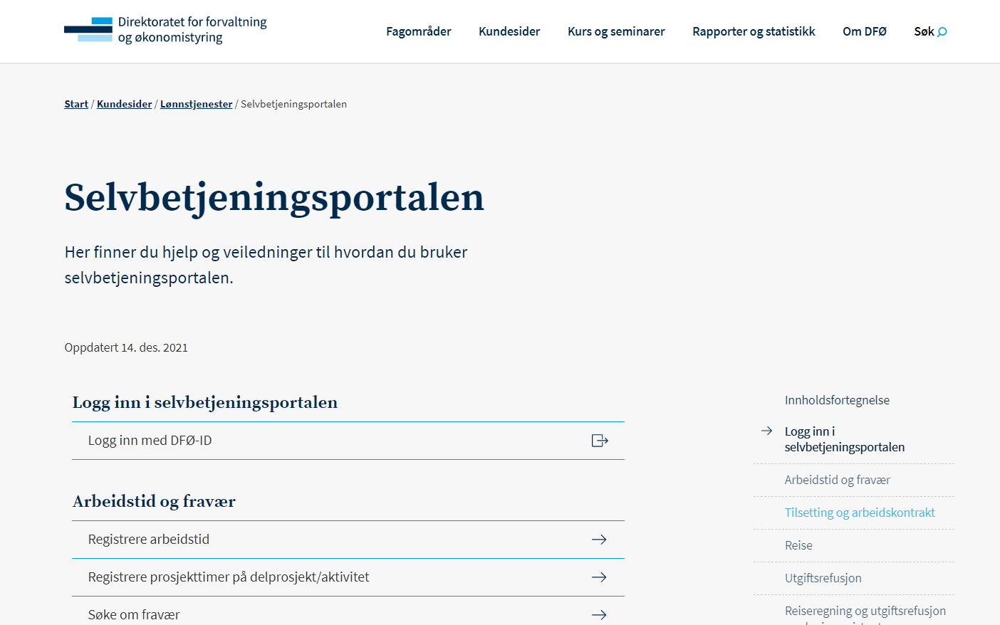 Direktoratet for forvaltning
og økonomistyring
Fagområder
Kundesider
Kurs og seminarer
Rapporter og statistikk
Om DFØ
Søk
Start / Kundesider / Lønnstjenester / Selvbetjeningsportalen
Selvbetjeningsportalen
Her finner du hjelp og veiledninger til hvordan du bruker
selvbetjeningsportalen.
Oppdatert 14. des. 2021
Logg inn i selvbetjeningsportalen
Logg inn med DFØ-ID
Arbeidstid og fravær
Registrere arbeidstid
Registrere prosjekttimer på delprosjekt/aktivitet
Søke om fravær
Innholdsfortegnelse
Logg inn i
selvbetjeningsportalen
Arbeidstid og fravær
Tilsetting og arbeidskontrakt
Reise
Utgiftsrefusjon
Reiseregning og utgiftsrefusjon